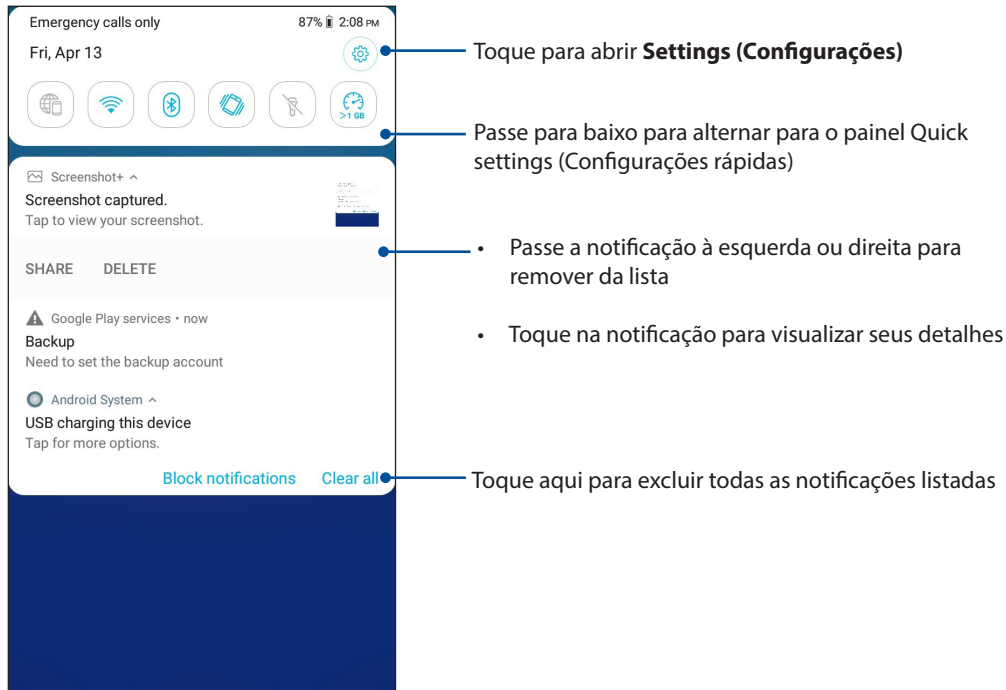 Emergency calls only 87% 2:08 PM
Fri, Apr 13
Toque para abrir Settings (Configurações)
>1 GB
Passe para baixo para alternar para o painel Quick
settings (Configurações rápidas)
Screenshot+
Screenshot captured.
Tap to view your screenshot.
SHARE DELETE
• Passe a notificação à esquerda ou direita para
remover da lista
• Toque na notificação para visualizar seus detalhes
Google Play services • now
Backup
Need to set the backup account
Android System
USB charging this device
Tap for more options.
Block notifications Clear all
Toque aqui para excluir todas as notificações listadas